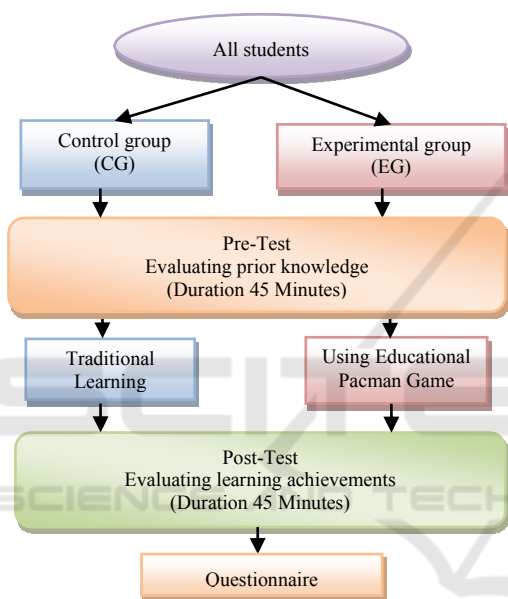 All students
Control group
(CG)
Experimental group
(EG)
Pre-Test
Evaluating prior knowledge
(Duration 45 Minutes)
Traditional
Learning
Using Educational
Pacman Game
Post-Test
Evaluating learning achievements
(Duration 45 Minutes)
Questionnaire